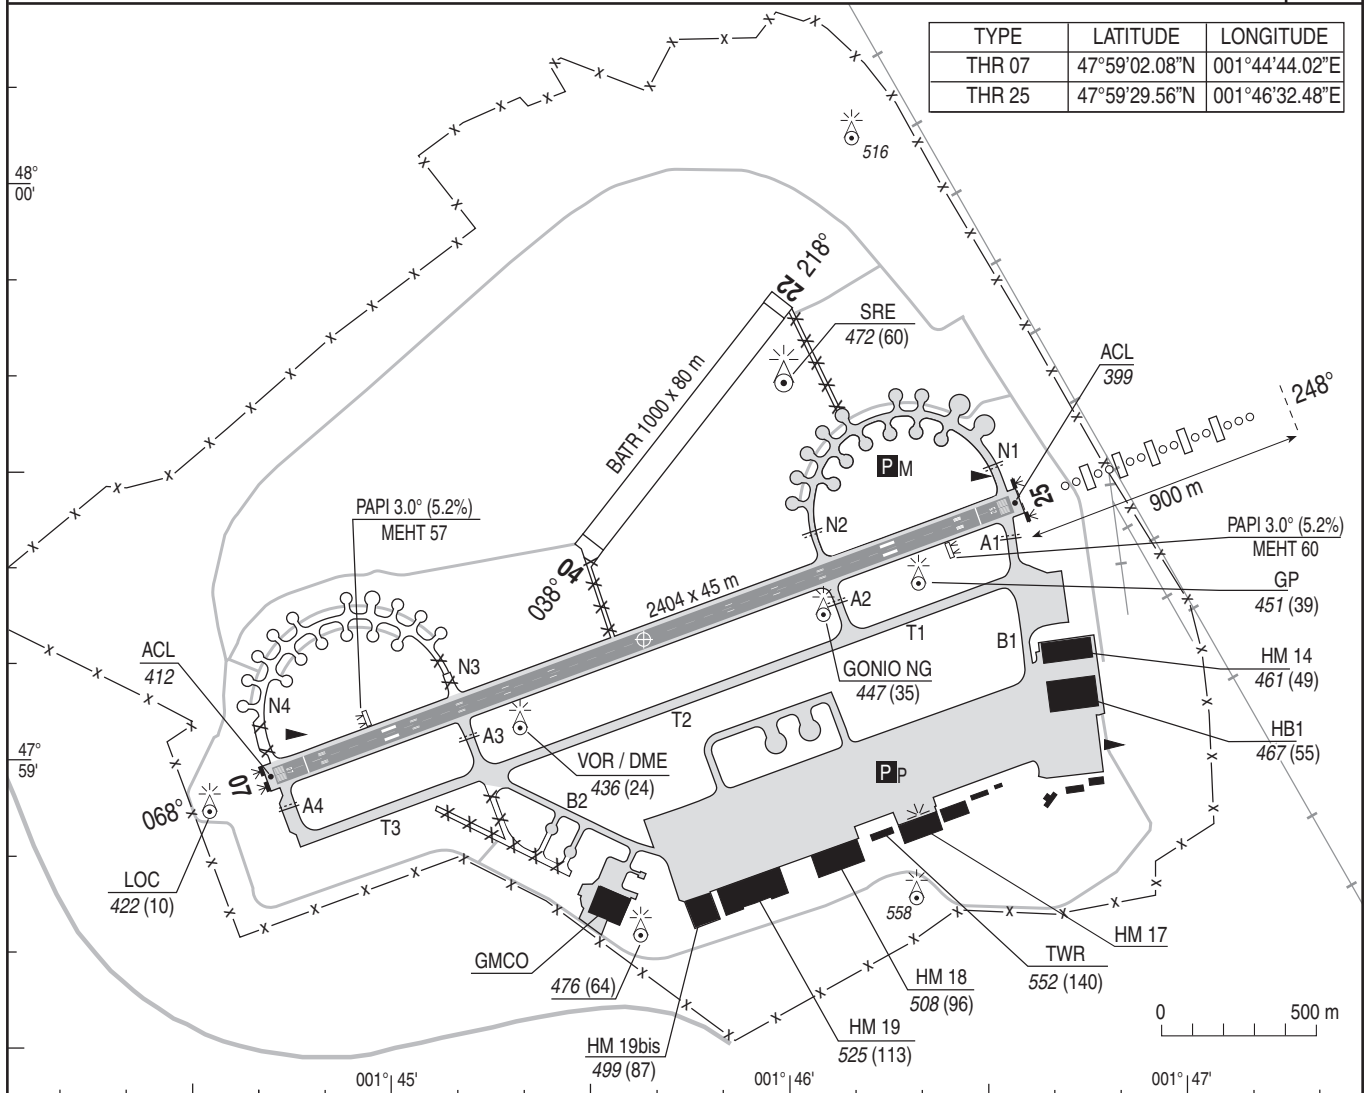 TYPE LATITUDE LONGITUDE
THR 07 47°59'02.08"N 001°44'44.02"E
THR 25 47°59'29.56"N 001°46'32.48"E
516
48°
00'
22 218°
SRE
472 (60)
ACL
399
248°
BATR 1000 x 80 m
P M
N1
25
900 m
PAPI 3.0° (5.2%)
MEHT 57
N2
A1
PAPI 3.0° (5.2%)
MEHT 60
038° 04
2404 x 45 m
GP
451 (39)
A2
T1
B1
ACL
412
N3
GONIO NG
447 (35)
HM 14
461 (49)
N4
T2
A3
HB1
467 (55)
47°
59'
VOR / DME
436 (24)
P P
07
068°
A4
T3
B2
LOC
422 (10)
558
GMCO
476 (64)
HM 17
TWR
552 (140)
HM 18
508 (96)
HM 19
525 (113)
HM 19bis
499 (87)
0 500 m
001° 45' 001° 46' 001° 47'